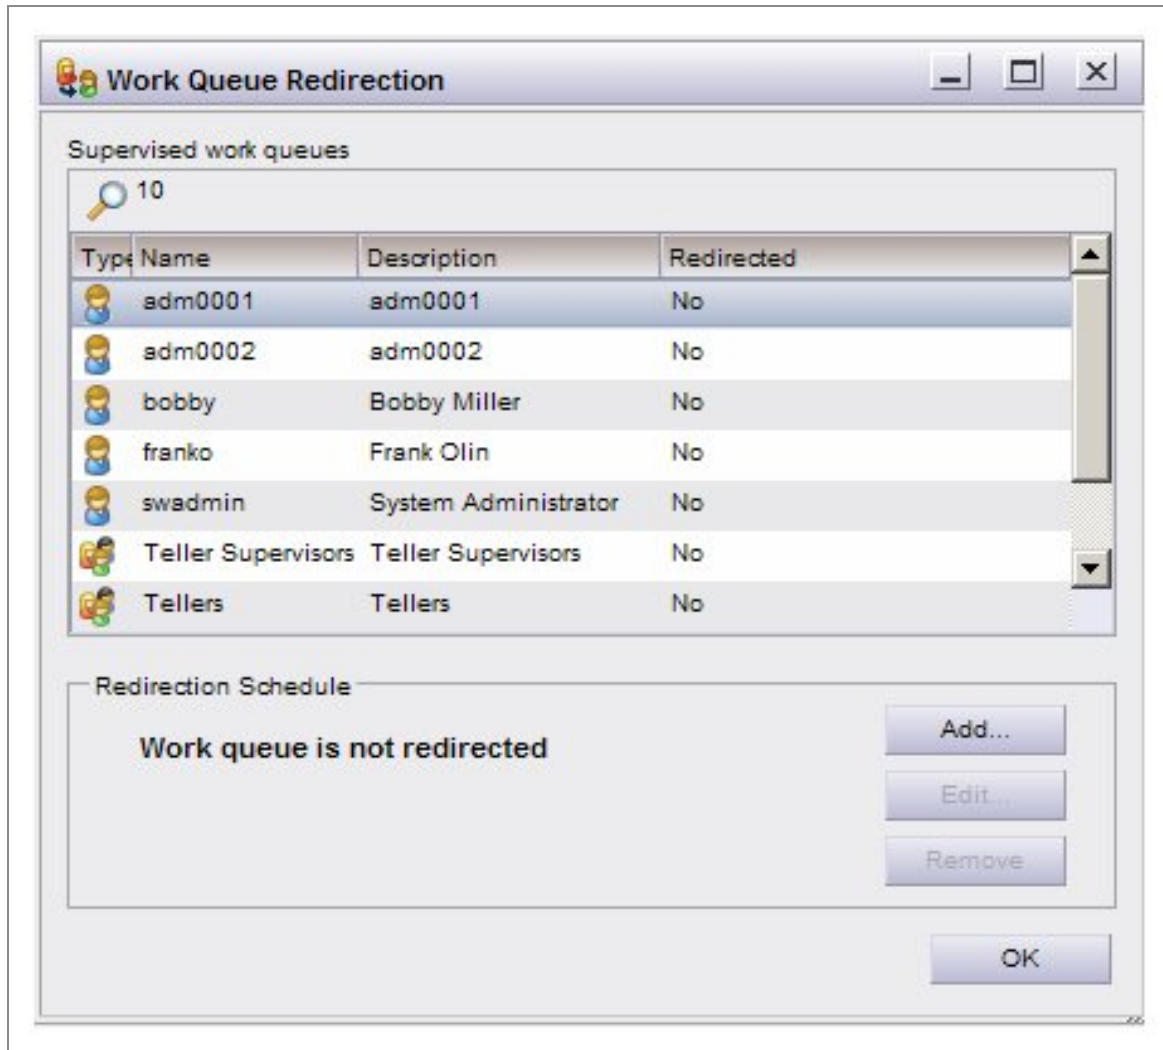 Work Queue Redirection
Supervised work queues
10
Type Name Description Redirected
adm0001 adm0001 No
adm0002 adm0002 No
bobby Bobby Miller No
franko Frank Olin No
swadmin System Administrator No
Teller Supervisors Teller Supervisors No
Tellers Tellers No
Redirection Schedule
Work queue is not redirected
Add...
Edit...
Remove
OK